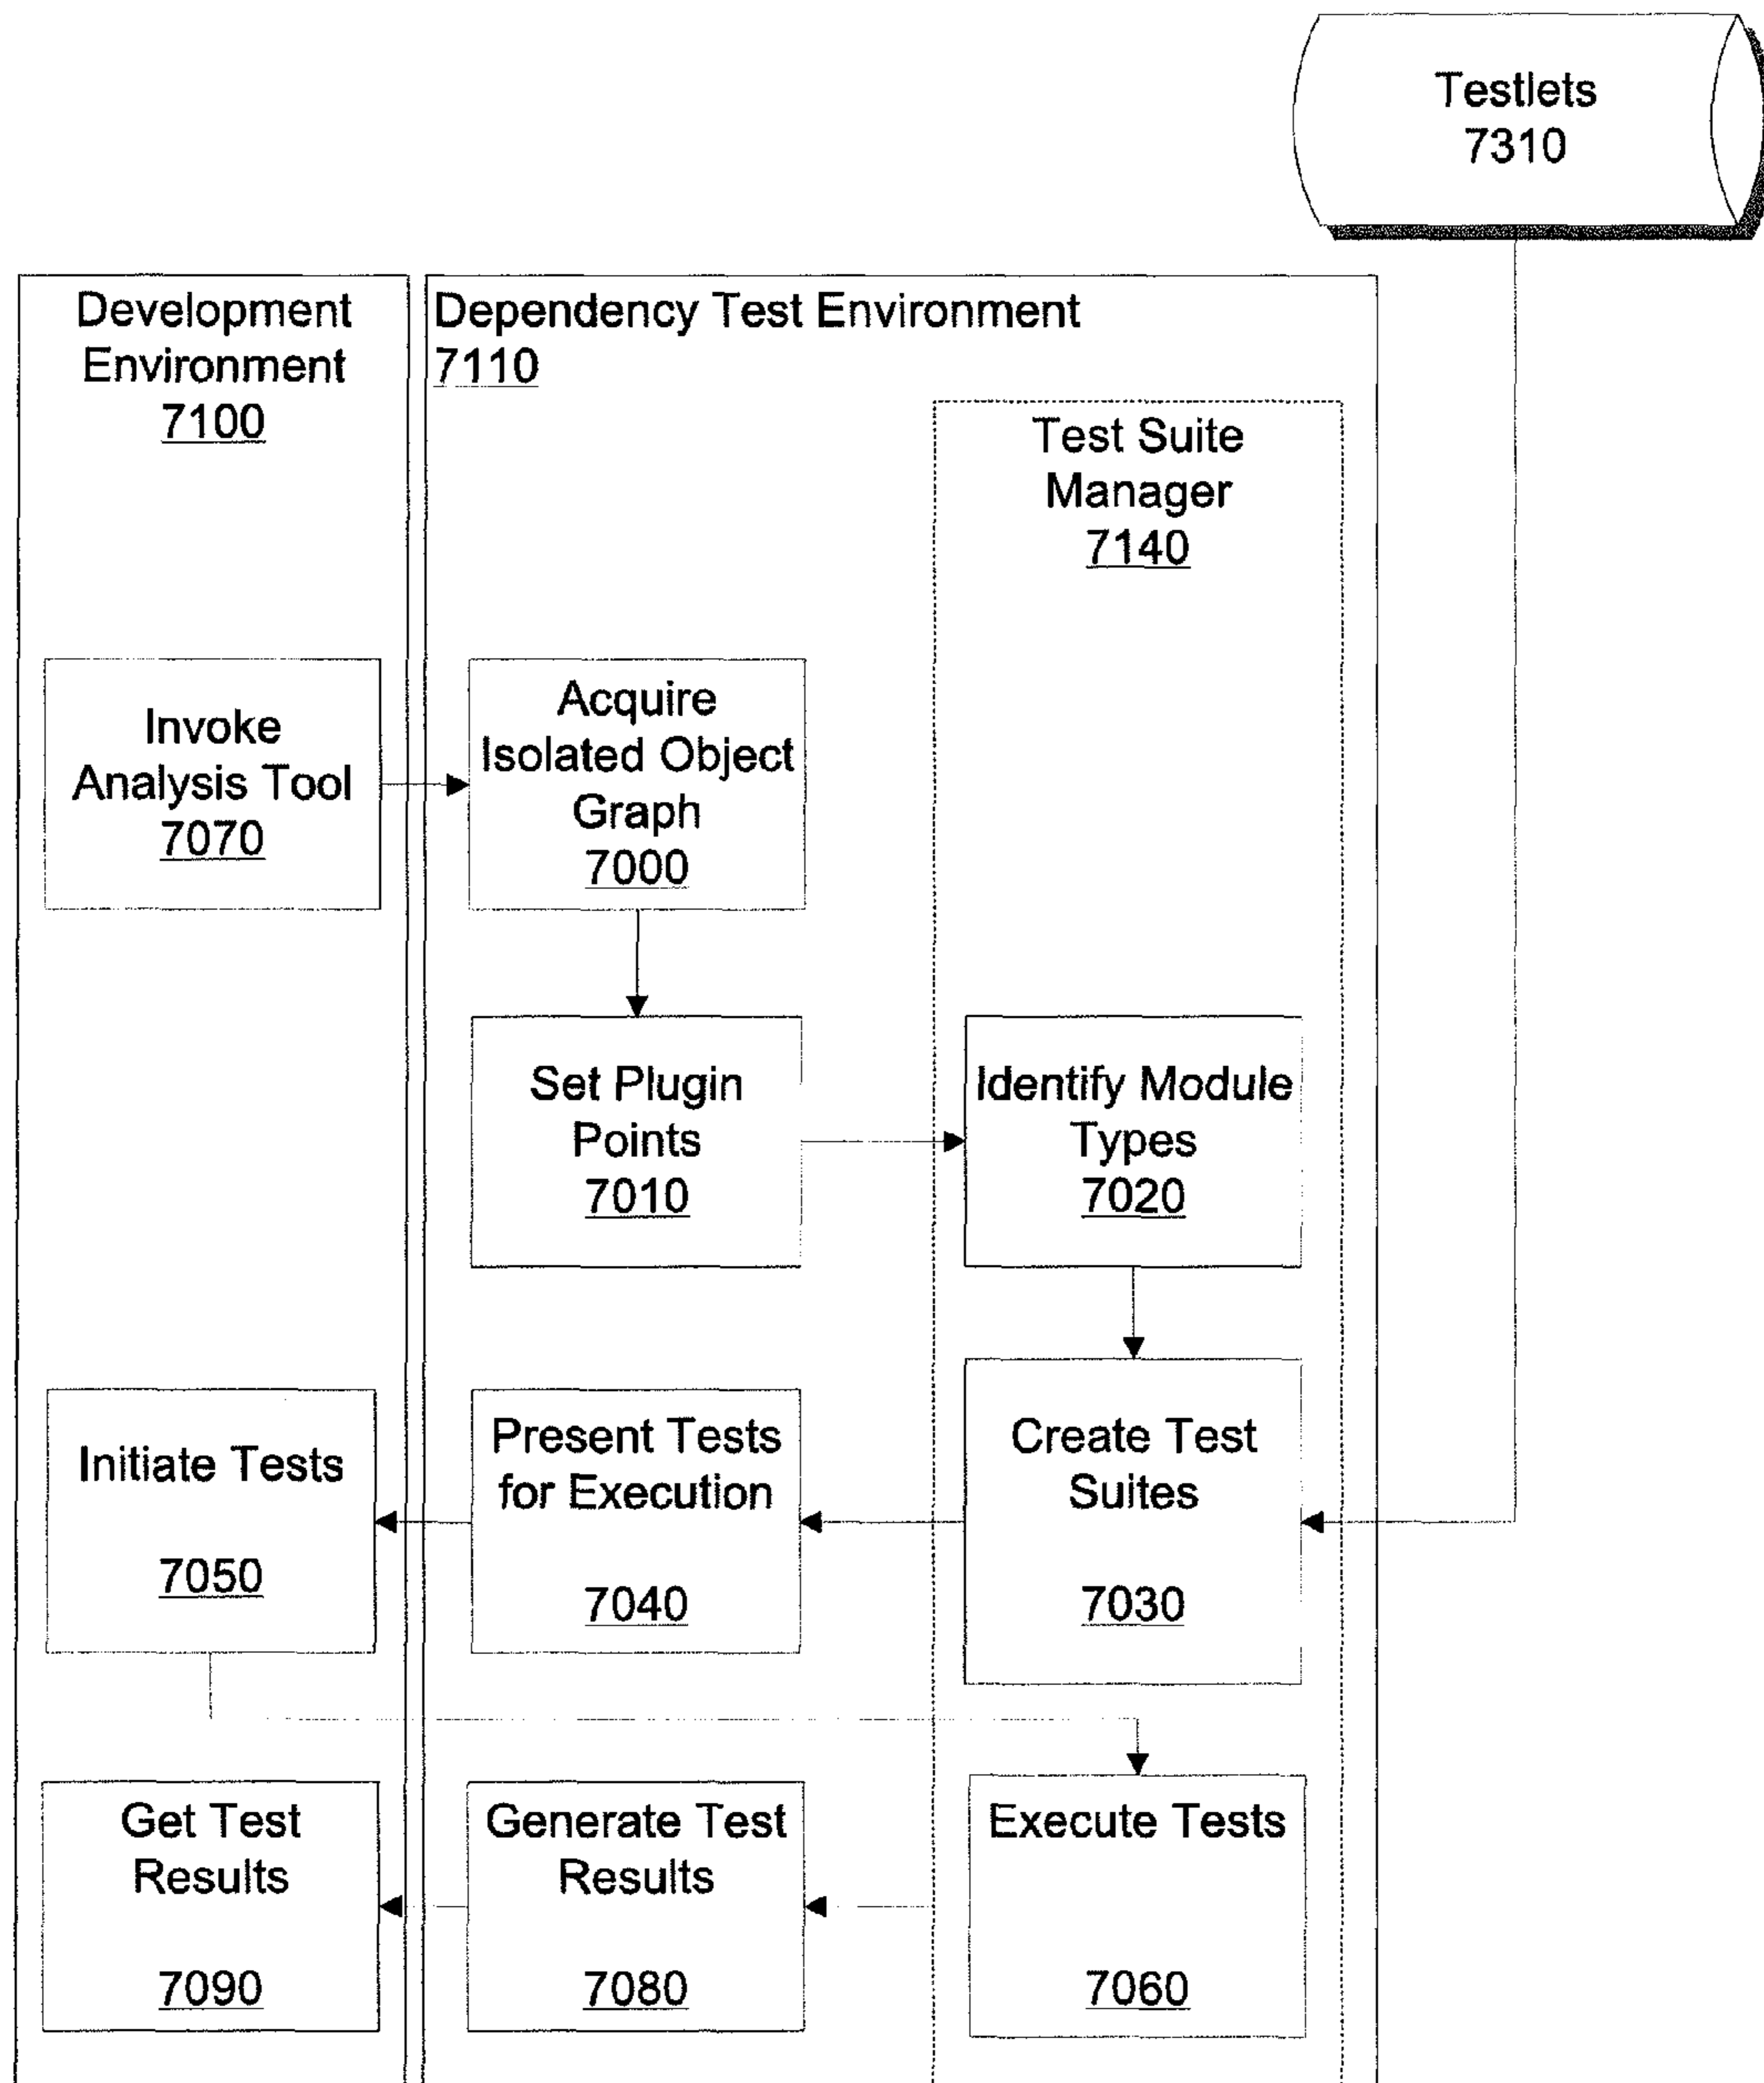 Testlets
7310
Development
Environment
7100
Dependency Test Environment
7110
Test Suite
Manager
7140
Invoke
Analysis Tool
7070
Acquire
Isolated Object
Graph
7000
Set Plugin
Points
7010
Identify Module
Types
7020
Initiate Tests
7050
Present Tests
for Execution
7040
Create Test
Suites
7030
Get Test
Results
7090
Generate Test
Results
7080
Execute Tests
7060